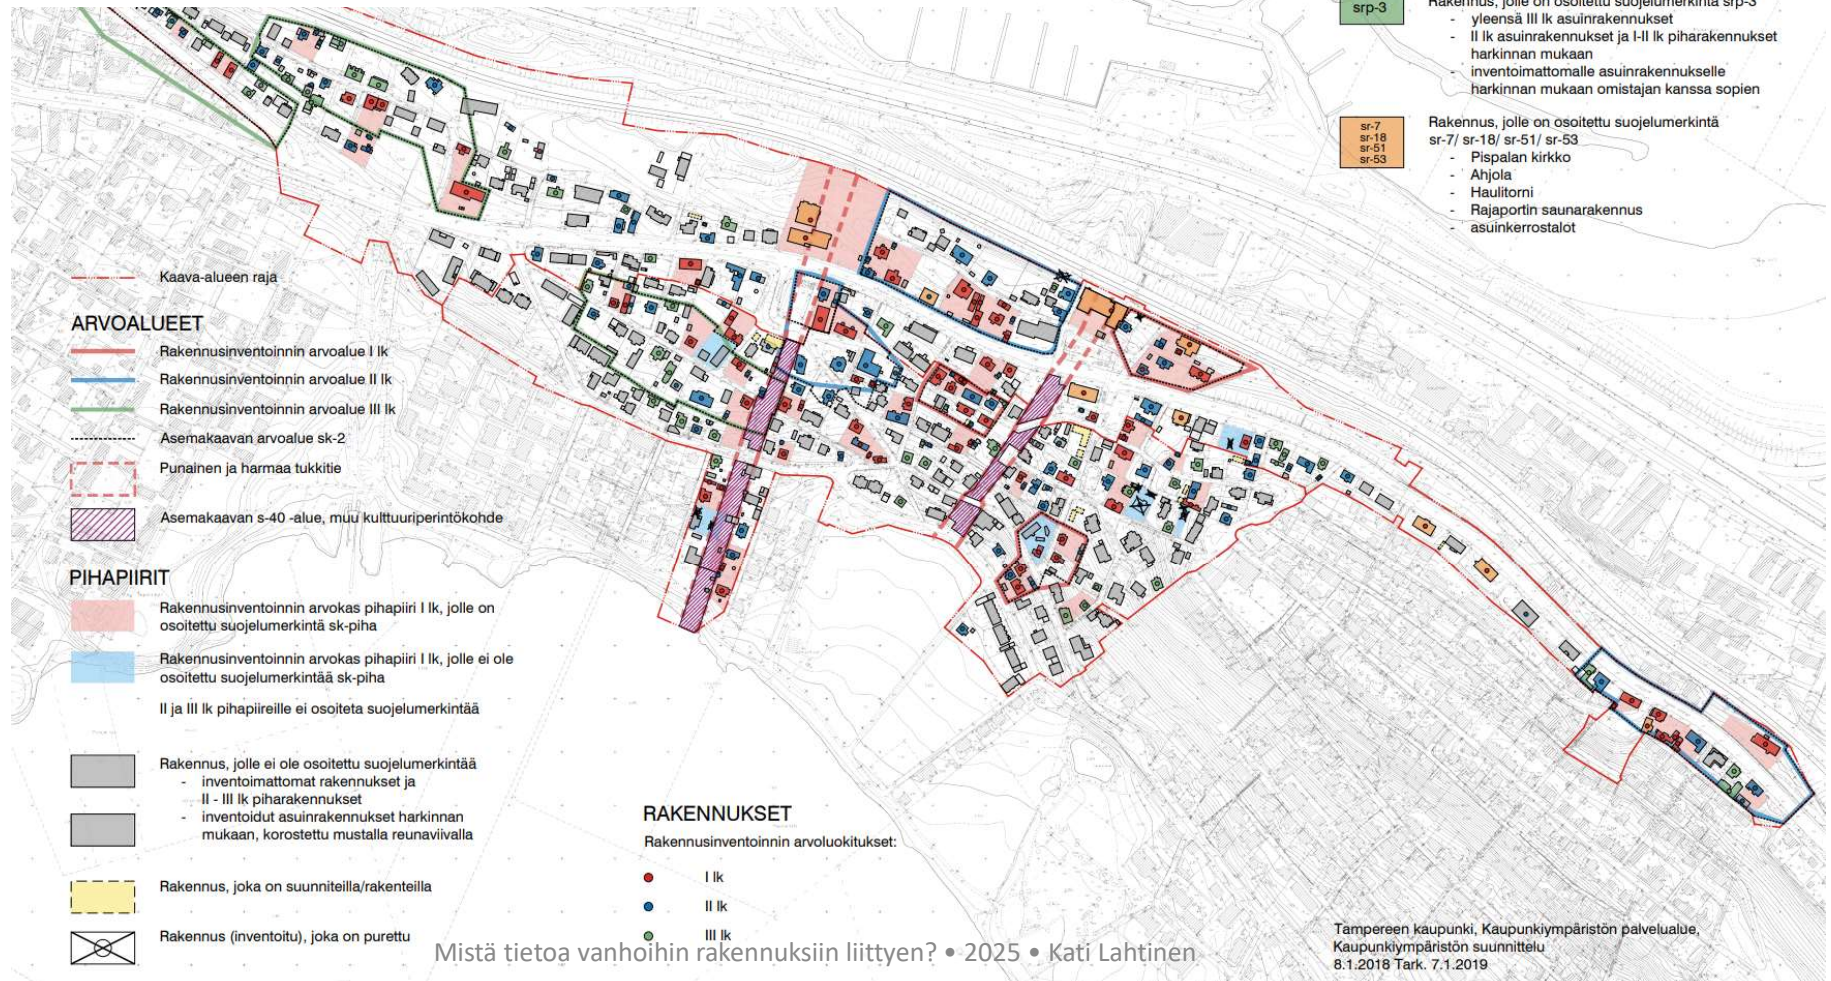 srp-3
Rakennus, jolle on osoitettu suojelumerkintä srp-3
- yleensä III lk asuinrakennukset
- II lk asuinrakennukset ja I-II lk piharakennukset
harkinnan mukaan
- inventoimattomalle asuinrakennukselle
harkinnan mukaan omistajan kanssa sopien
sr-7
sr-18
sr-51
sr-53
Rakennus, jolle on osoitettu suojelumerkintä
sr-7/ sr-18/ sr-51/ sr-53
- Pispalan kirkko
- Ahjola
- Haulitorni
- Rajaportin saunarakennus
- asuinkerrostalot
Kaava-alueen raja
ARVOALUEET
Rakennusinventoinnin arvoalue I lk
Rakennusinventoinnin arvoalue II lk
Rakennusinventoinnin arvoalue III lk
Asemakaavan arvoalue sk-2
Punainen ja harmaa tukkitie
Asemakaavan s-40 -alue, muu kulttuuriperintökohde
PIHAPIIRIT
Rakennusinventoinnin arvokas pihapiiri I lk, jolle on
osoitettu suojelumerkintä sk-piha
Rakennusinventoinnin arvokas pihapiiri I lk, jolle ei ole
osoitettu suojelumerkintää sk-piha
II ja III lk pihapiireille ei osoiteta suojelumerkintää
Rakennus, jolle ei ole osoitettu suojelumerkintää
- inventoimattomat rakennukset ja
II - III lk piharakennukset
- inventoidut asuinrakennukset harkinnan
mukaan, korostettu mustalla reunaviivalla
Rakennus, joka on suunniteilla/rakenteilla
Rakennus (inventoitu), joka on purettu
RAKENNUKSET
Rakennusinventoinnin arvoluokitukset:
I lk
II lk
III lk
Mistä tietoa vanhoihin rakennuksiin liittyen? • 2025 • Kati Lahtinen
Tampereen kaupunki, Kaupunkiympäristön palvelualue,
Kaupunkiympäristön suunnittelu
8.1.2018 Tark. 7.1.2019